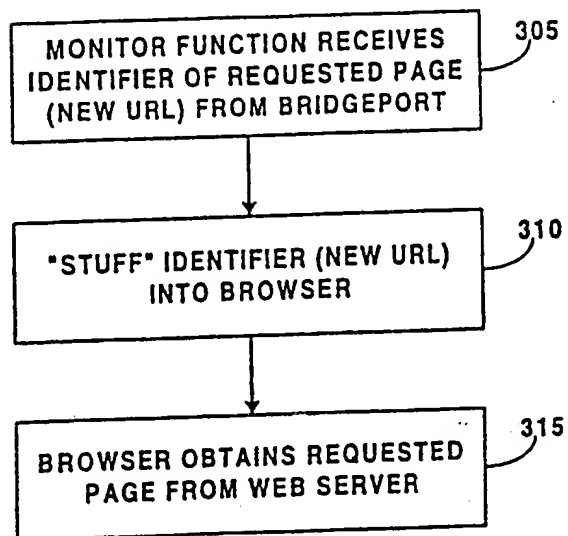 MONITOR FUNCTION RECEIVES
IDENTIFIER OF REQUESTED PAGE
(NEW URL) FROM BRIDGEPORT
305
"STUFF" IDENTIFIER (NEW URL)
INTO BROWSER
310
BROWSER OBTAINS REQUESTED
PAGE FROM WEB SERVER
315